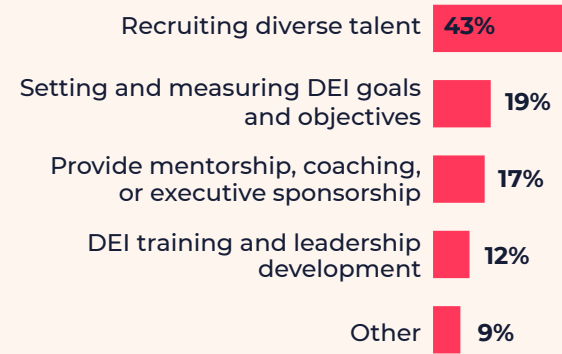 Recruiting diverse talent 43%
Setting and measuring DEI goals
and objectives 19%
Provide mentorship, coaching,
or executive sponsorship 17%
DEI training and leadership
development 12%
Other 9%